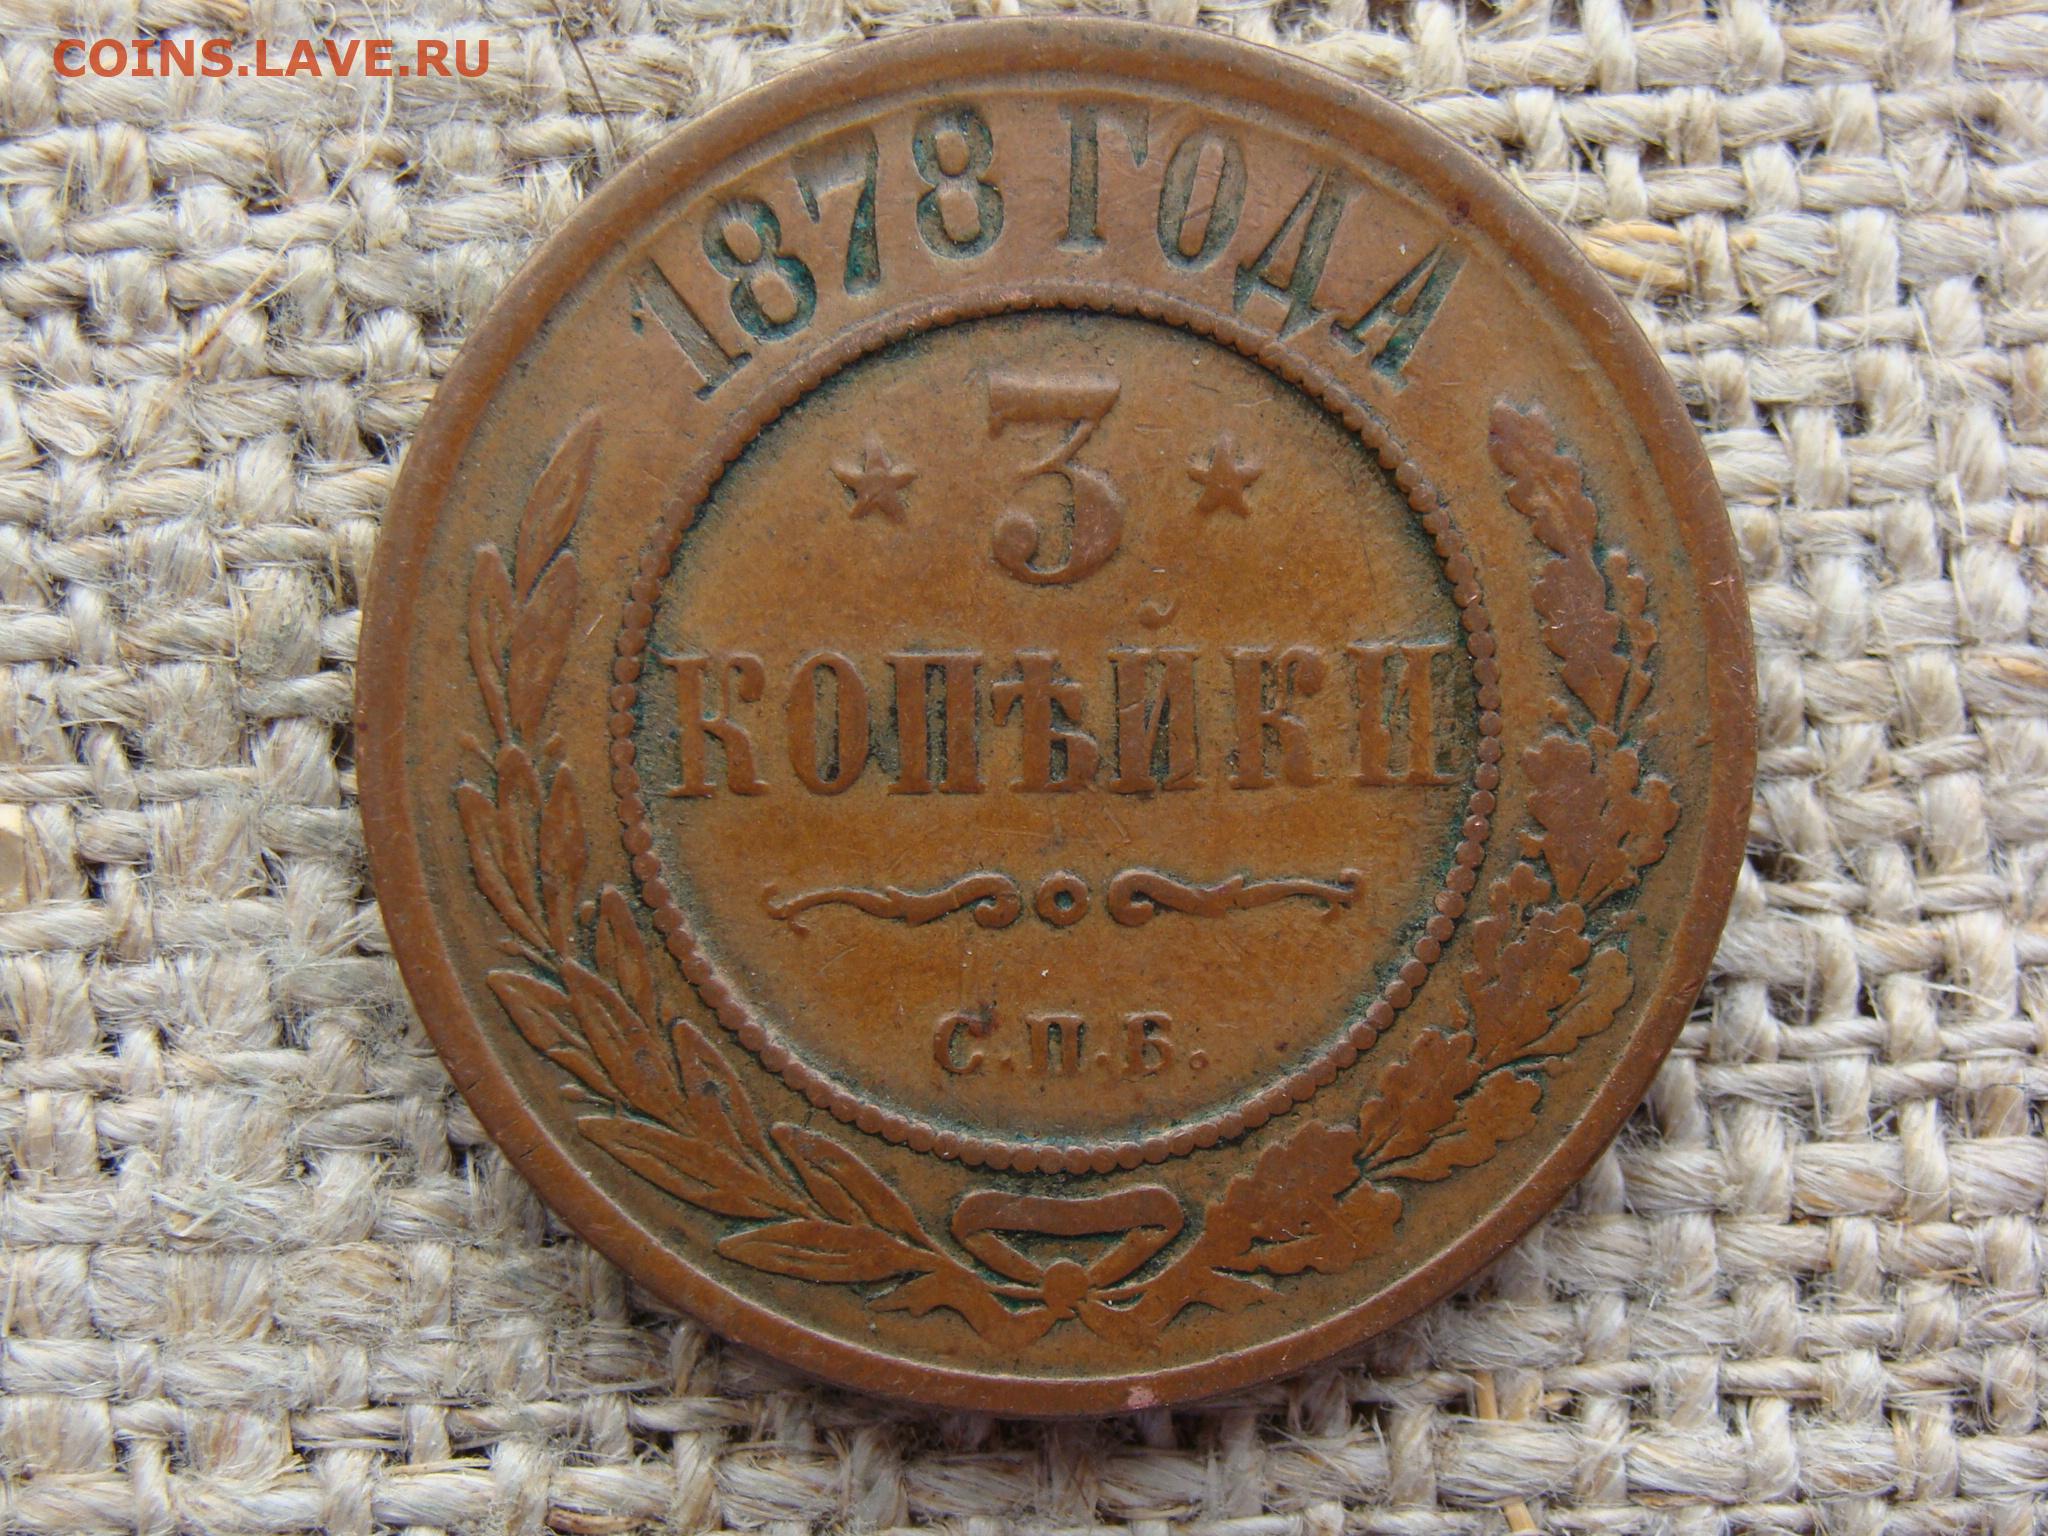 COINS.LAVE.RU
1878 ГОДА
3
КОПѢЙКИ
С.П.Б.